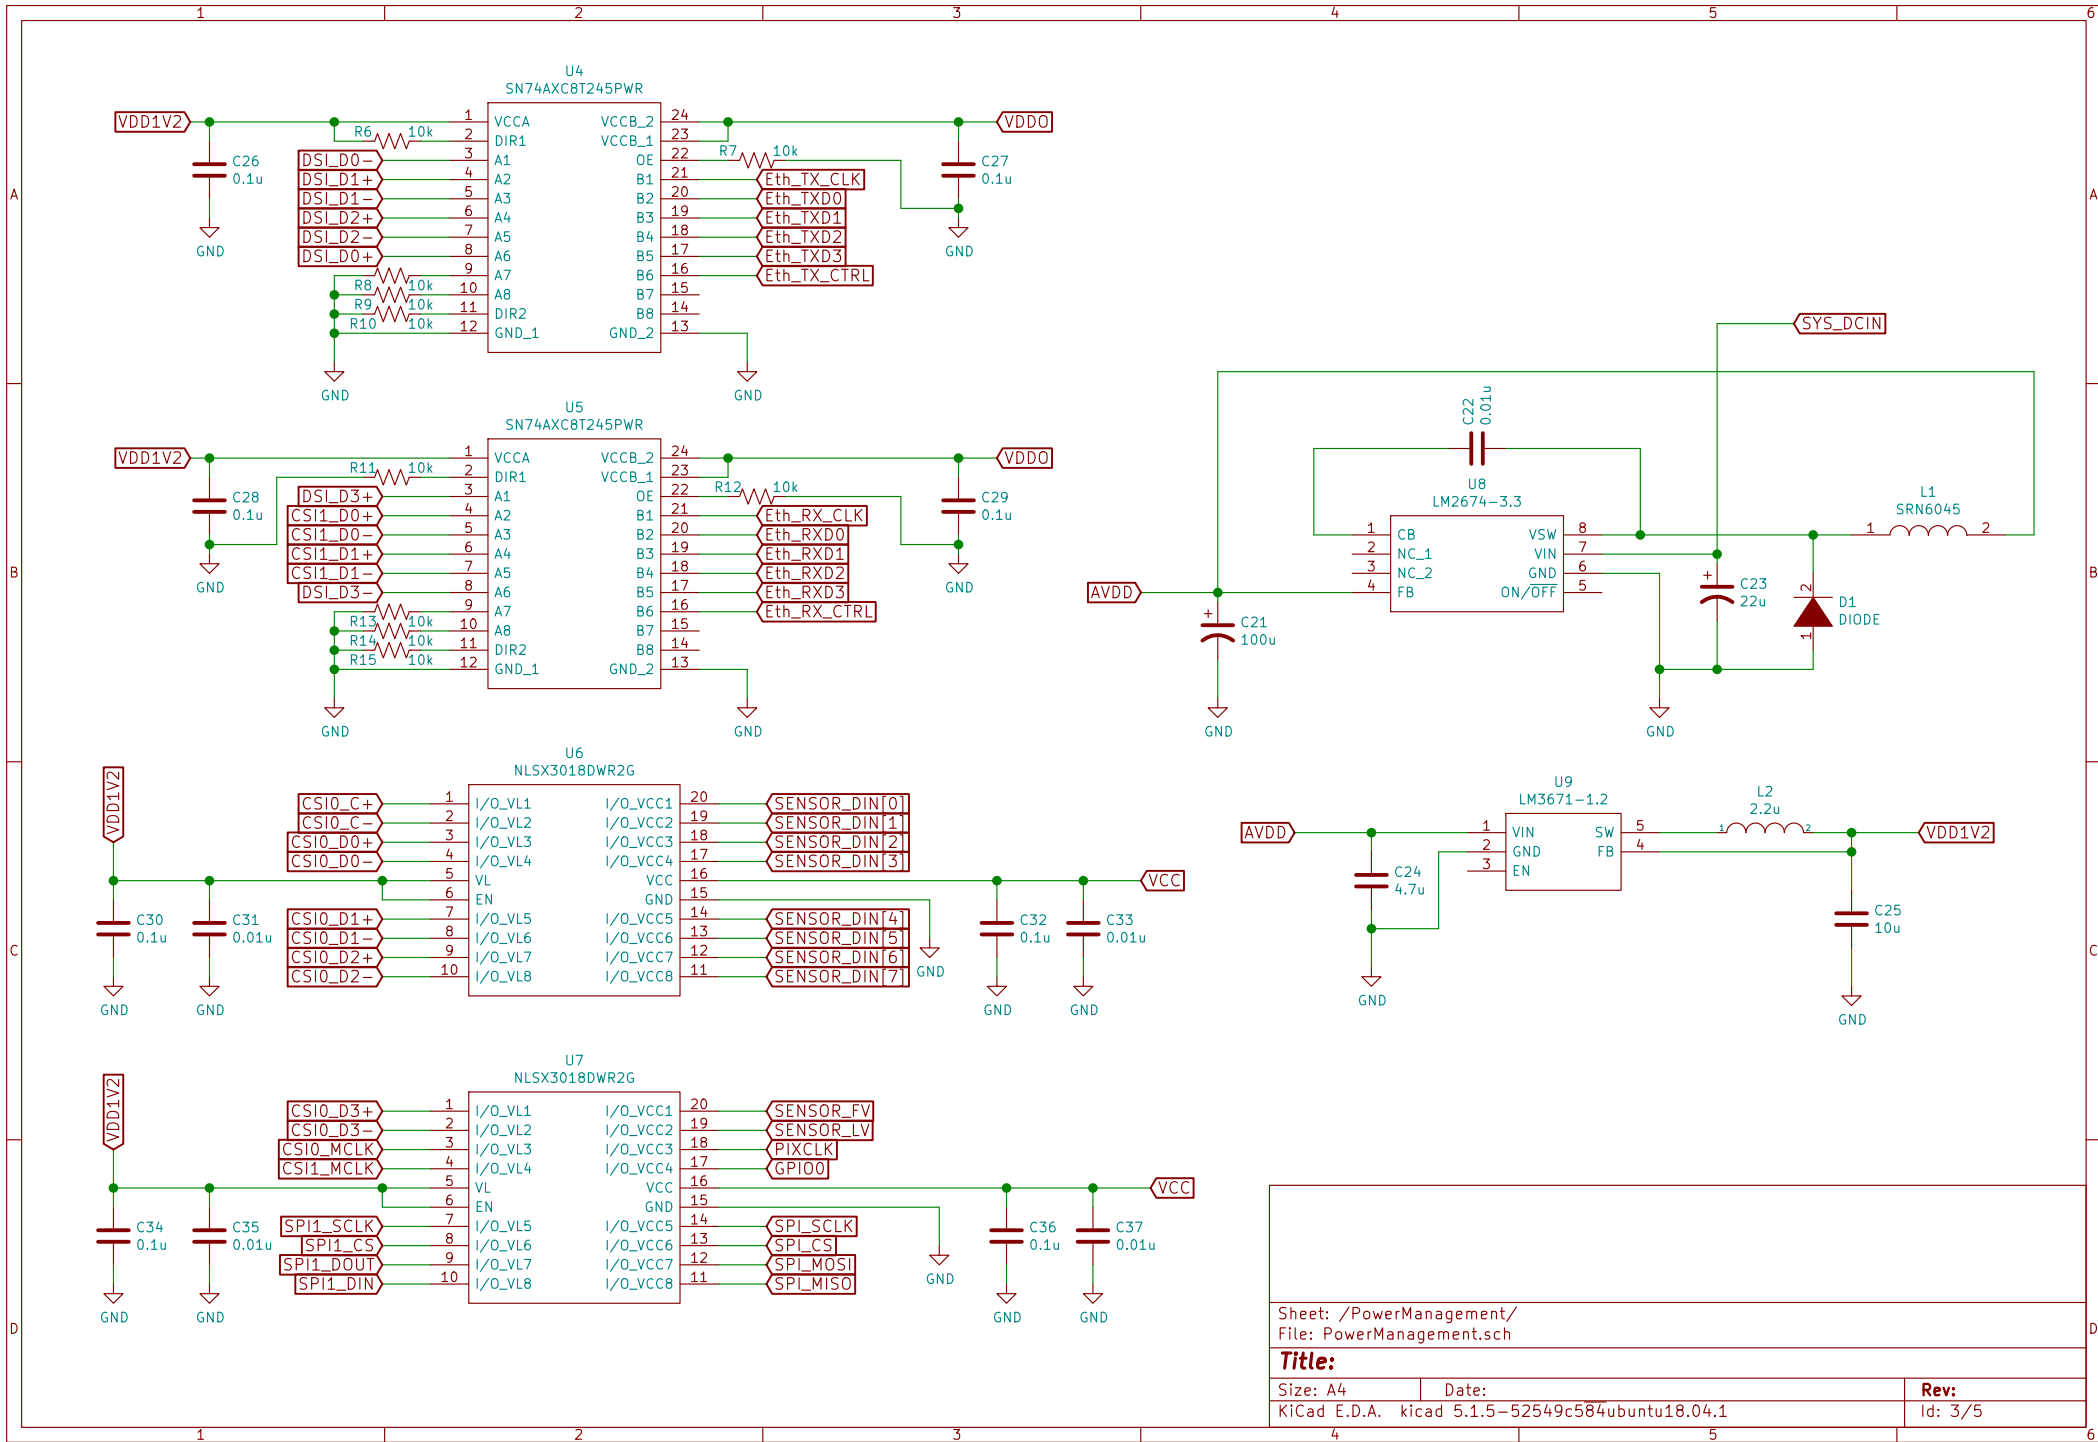 1 2 3 4 5 6
A
B
C
D
A
B
C
D
1 2 3 4 5 6
U4
SN74AXC8T245PWR
VDD1V2
1 VCCA
VCCB_2 24
VDDO
R6 10k
2 DIR1
VCCB_1 23
DSI_D0-
3 A1
OE 22
R7 10k
DSI_D1+
4 A2
B1 21
Eth_TX_CLK
DSI_D1-
5 A3
B2 20
Eth_TXD0
DSI_D2+
6 A4
B3 19
Eth_TXD1
DSI_D2-
7 A5
B4 18
Eth_TXD2
DSI_D0+
8 A6
B5 17
Eth_TXD3
9 A7
B6 16
Eth_TX_CTRL
R8 10k
10 A8
B7 15
R9 10k
11 DIR2
B8 14
R10 10k
12 GND_1
GND_2 13
C26
0.1u
GND
C27
0.1u
GND
GND
GND
U5
SN74AXC8T245PWR
VDD1V2
1 VCCA
VCCB_2 24
VDDO
R11 10k
2 DIR1
VCCB_1 23
DSI_D3+
3 A1
OE 22
R12 10k
CSI1_D0+
4 A2
B1 21
Eth_RX_CLK
CSI1_D0-
5 A3
B2 20
Eth_RXD0
CSI1_D1+
6 A4
B3 19
Eth_RXD1
CSI1_D1-
7 A5
B4 18
Eth_RXD2
DSI_D3-
8 A6
B5 17
Eth_RXD3
9 A7
B6 16
Eth_RX_CTRL
R13 10k
10 A8
B7 15
R14 10k
11 DIR2
B8 14
R15 10k
12 GND_1
GND_2 13
C28
0.1u
GND
C29
0.1u
GND
GND
GND
U6
NLSX3018DWR2G
VDD1V2
CSI0_C+
1 I/O_VL1
I/O_VCC1 20
SENSOR_DIN[0]
CSI0_C-
2 I/O_VL2
I/O_VCC2 19
SENSOR_DIN[1]
CSI0_D0+
3 I/O_VL3
I/O_VCC3 18
SENSOR_DIN[2]
CSI0_D0-
4 I/O_VL4
I/O_VCC4 17
SENSOR_DIN[3]
5 VL
VCC 16
VCC
6 EN
GND 15
CSI0_D1+
7 I/O_VL5
I/O_VCC5 14
SENSOR_DIN[4]
CSI0_D1-
8 I/O_VL6
I/O_VCC6 13
SENSOR_DIN[5]
CSI0_D2+
9 I/O_VL7
I/O_VCC7 12
SENSOR_DIN[6]
CSI0_D2-
10 I/O_VL8
I/O_VCC8 11
SENSOR_DIN[7]
C30
0.1u
GND
C31
0.01u
GND
GND
C32
0.1u
GND
C33
0.01u
GND
U7
NLSX3018DWR2G
VDD1V2
CSI0_D3+
1 I/O_VL1
I/O_VCC1 20
SENSOR_FV
CSI0_D3-
2 I/O_VL2
I/O_VCC2 19
SENSOR_LV
CSI0_MCLK
3 I/O_VL3
I/O_VCC3 18
PIXCLK
CSI1_MCLK
4 I/O_VL4
I/O_VCC4 17
GPIO0
5 VL
VCC 16
VCC
6 EN
GND 15
SPI1_SCLK
7 I/O_VL5
I/O_VCC5 14
SPI_SCLK
SPI1_CS
8 I/O_VL6
I/O_VCC6 13
SPI_CS
SPI1_DOUT
9 I/O_VL7
I/O_VCC7 12
SPI_MOSI
SPI1_DIN
10 I/O_VL8
I/O_VCC8 11
SPI_MISO
C34
0.1u
GND
C35
0.01u
GND
GND
C36
0.1u
GND
C37
0.01u
GND
SYS_DCIN
C22
0.01u
U8
LM2674-3.3
1 CB
VSW 8
2 NC_1
VIN 7
3 NC_2
GND 6
4 FB
ON/OFF 5
AVDD
+
C21
100u
GND
L1
SRN6045
1 2
+
C23
22u
2
D1
DIODE
1
GND
U9
LM3671-1.2
AVDD
1 VIN
SW 5
2 GND
FB 4
3 EN
L2
2.2u
1 2
VDD1V2
C24
4.7u
GND
C25
10u
GND
Sheet: /PowerManagement/
File: PowerManagement.sch
Title:
Size: A4 Date: Rev:
KiCad E.D.A. kicad 5.1.5-52549c584ubuntu18.04.1 Id: 3/5